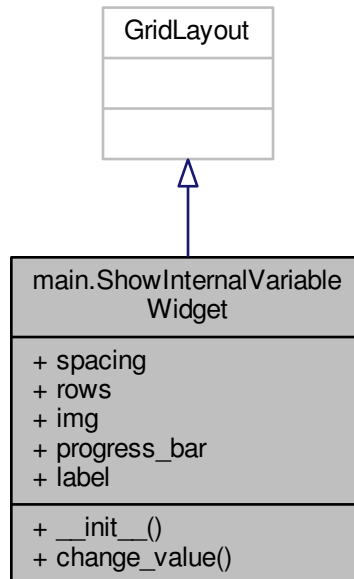 GridLayout
main.ShowInternalVariable
Widget
+ spacing
+ rows
+ img
+ progress_bar
+ label
+ __init__()
+ change_value()